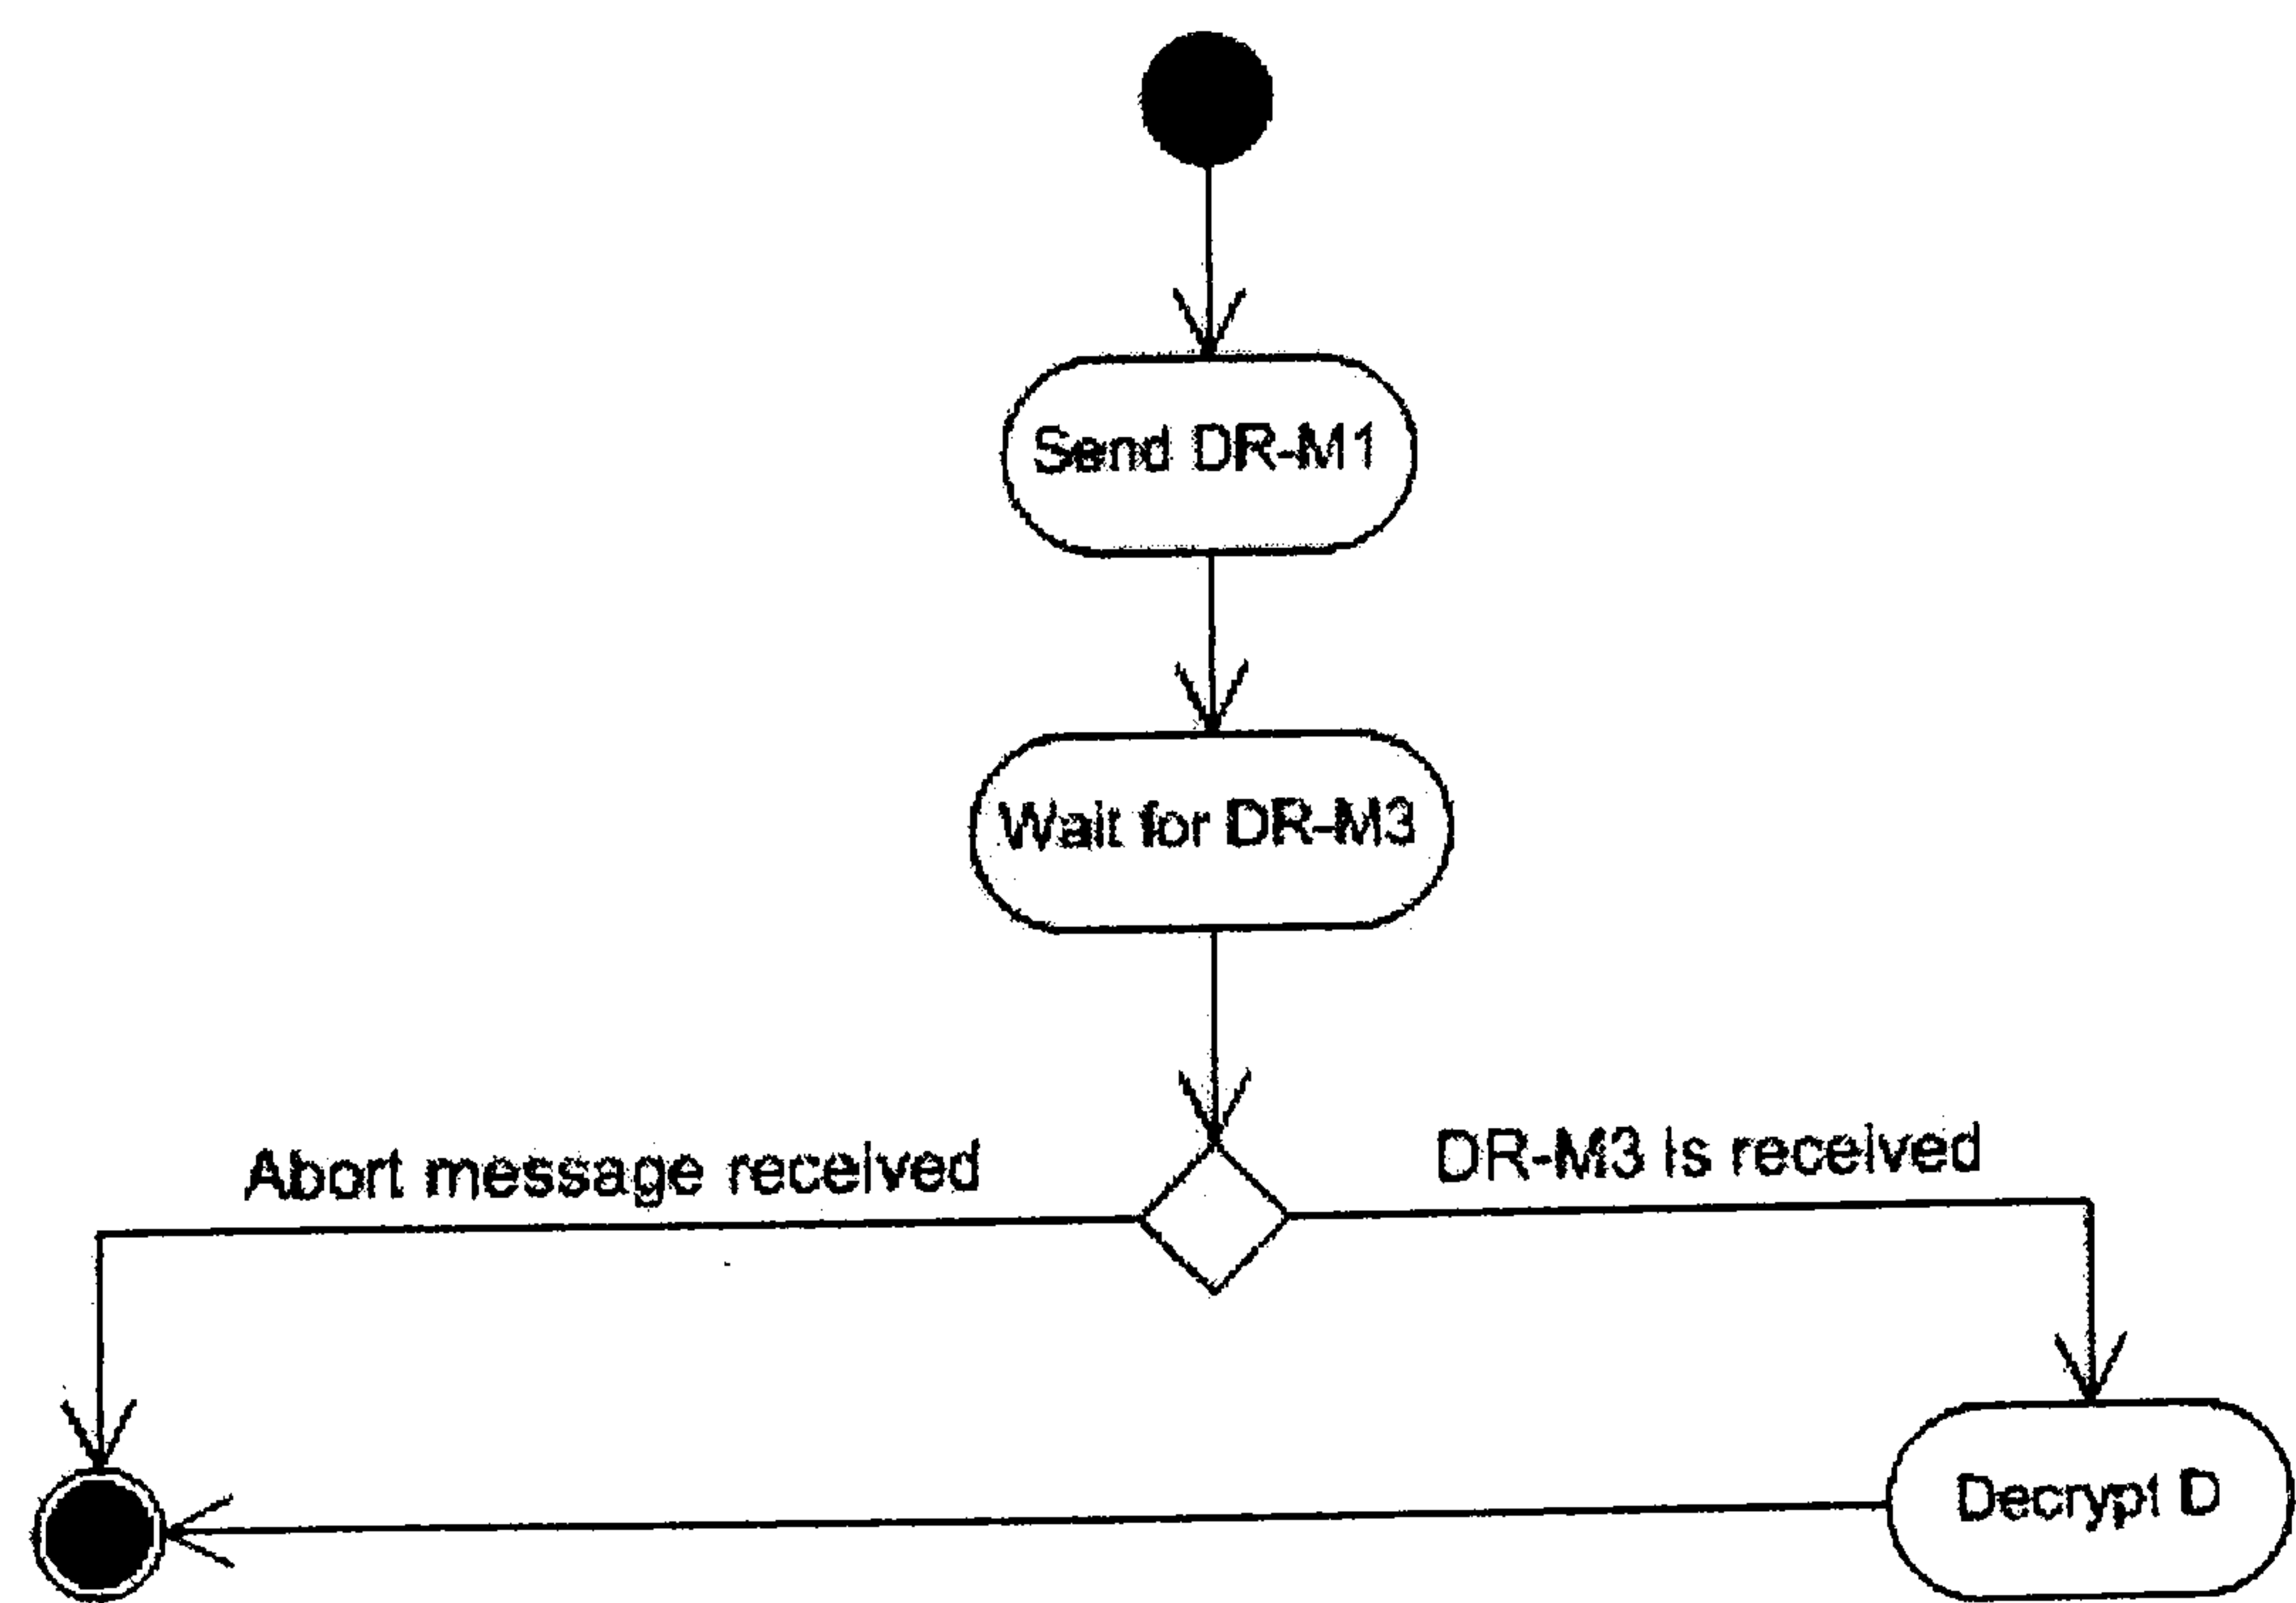 Send DR-M1
Wait for DR-M3
Abort message received
DR-M3 is received
Decrypt D